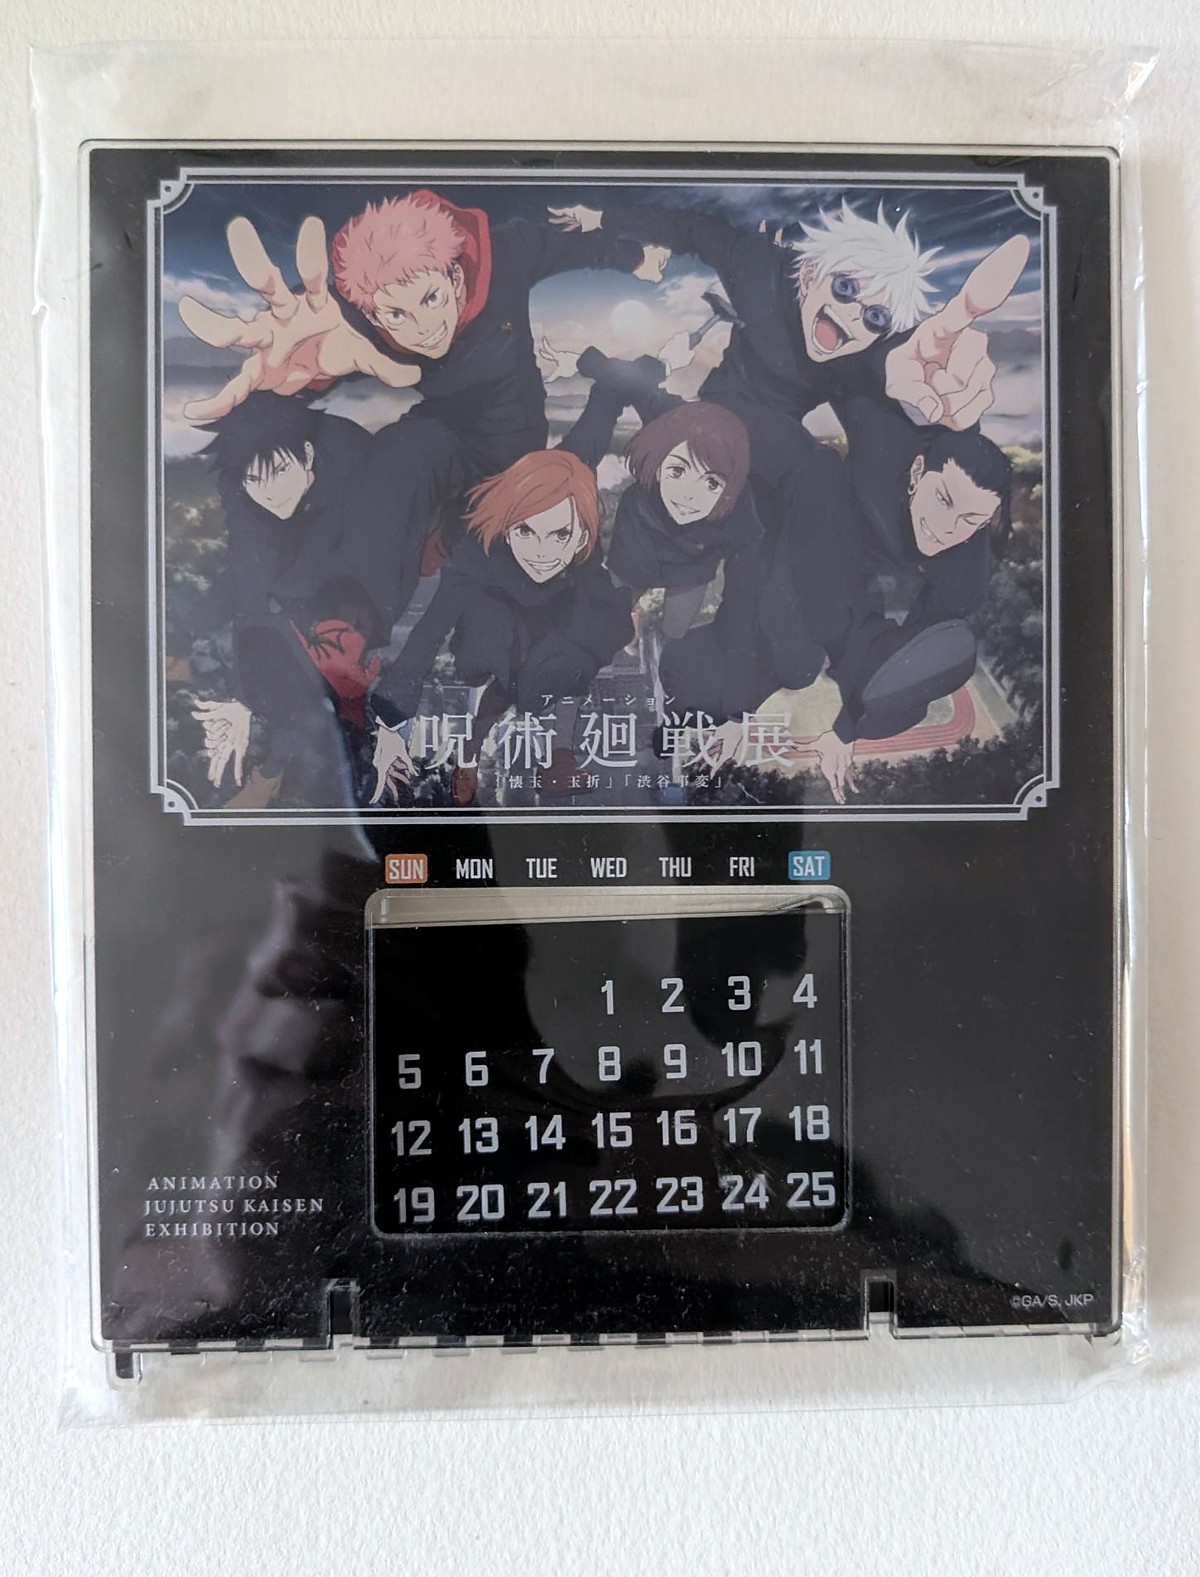 アニメーション
呪術廻戦展
「懐玉・玉折」「渋谷事変」
SUN MON TUE WED THU FRI SAT
1 2 3 4
5 6 7 8 9 10 11
12 13 14 15 16 17 18
19 20 21 22 23 24 25
ANIMATION
JUJUTSU KAISEN
EXHIBITION
©GA/S, JKP